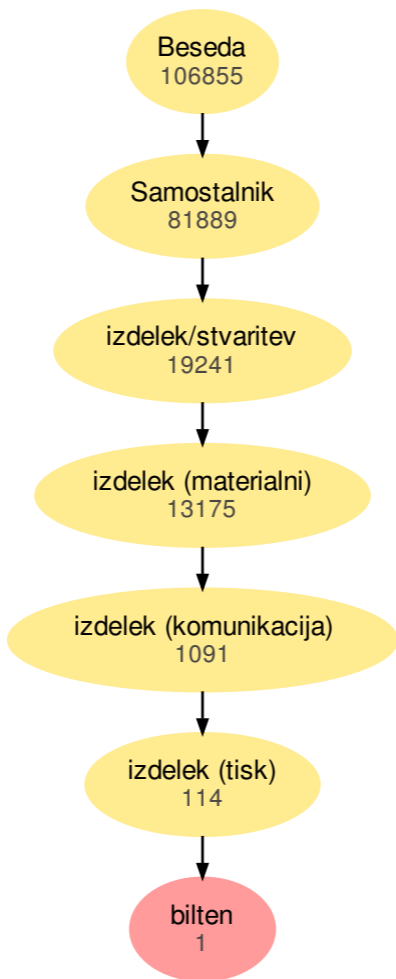 Beseda
106855
Samostalnik
81889
izdelek/stvaritev
19241
izdelek (materialni)
13175
izdelek (komunikacija)
1091
izdelek (tisk)
114
bilten
1